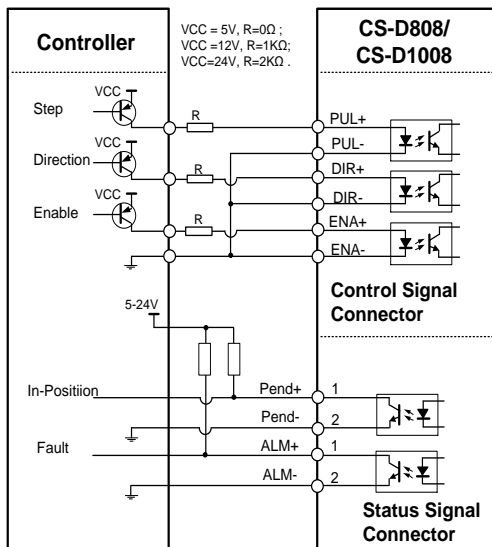 Controller
VCC = 5V, R=0Ω ;
VCC =12V, R=1KΩ;
VCC=24V, R=2KΩ .
CS-D808/
CS-D1008
Step
VCC
R
PUL+
PUL-
Direction
VCC
R
DIR+
DIR-
Enable
VCC
R
ENA+
ENA-
Control Signal
Connector
5-24V
In-Positiion
Pend+
1
Pend-
2
Fault
ALM+
1
ALM-
2
Status Signal
Connector